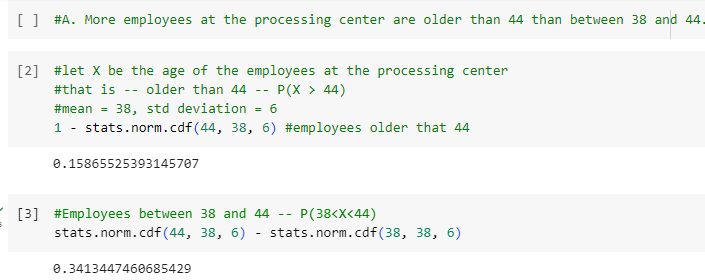 [ ] #A. More employees at the processing center are older than 44 than between 38 and 44.
[2] #let X be the age of the employees at the processing center
#that is -- older than 44 -- P(X > 44)
#mean = 38, std deviation = 6
1 - stats.norm.cdf(44, 38, 6) #employees older that 44
0.15865525393145707
[3] #Employees between 38 and 44 -- P(38<X<44)
stats.norm.cdf(44, 38, 6) - stats.norm.cdf(38, 38, 6)
0.3413447460685429